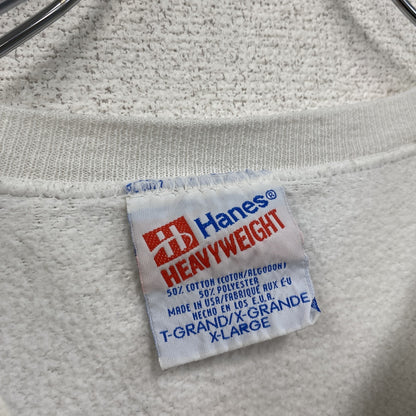 Hanes®
HEAVYWEIGHT
50% COTTON (COTON/ALGODON)
50% POLYESTER
MADE IN USA/FABRIQUE AUX E-U
HECHO EN LOS E.U.A.
T-GRAND/X-GRANDE
X-LARGE